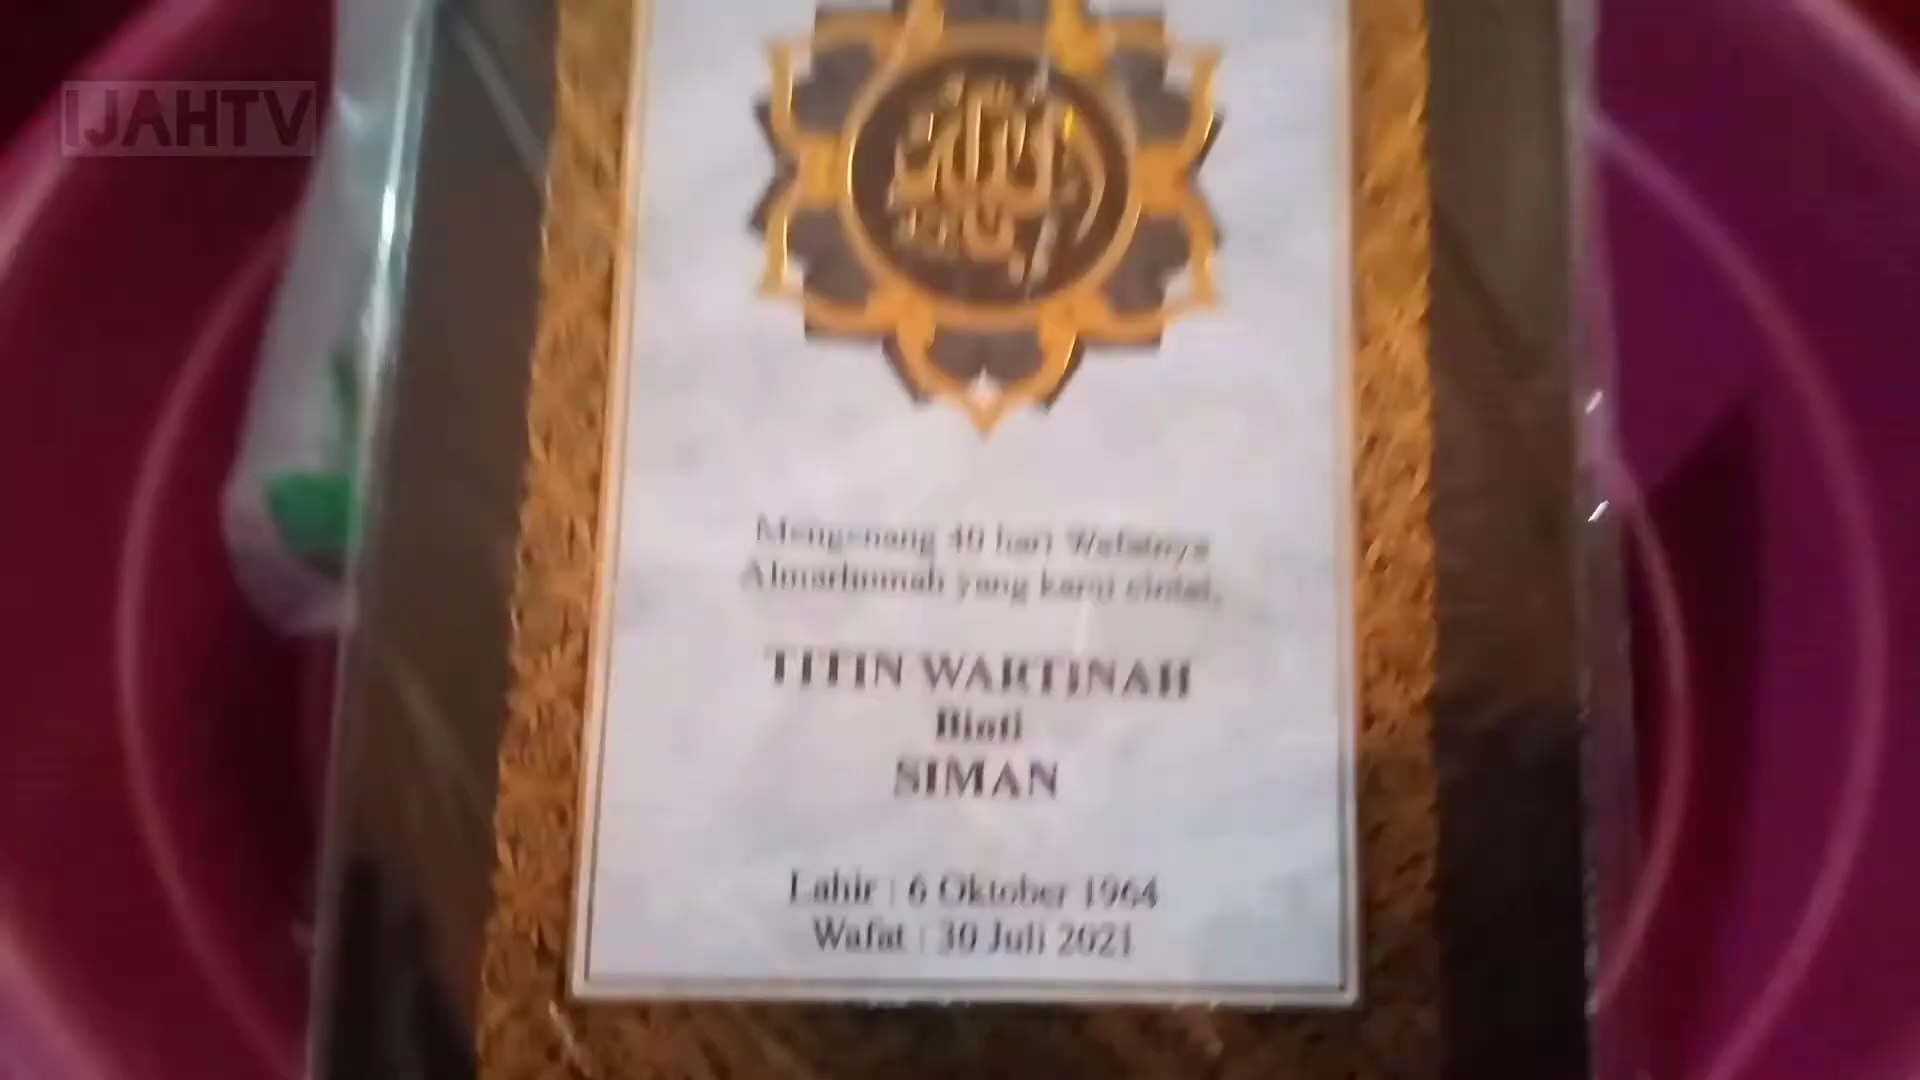 IJAHTV
Mengenang 40 hari Wafatnya
Almarhumah yang kami cintai,
TITIN WARTINAH
Binti
SIMAN
Lahir : 6 Oktober 1964
Wafat : 30 Juli 2021